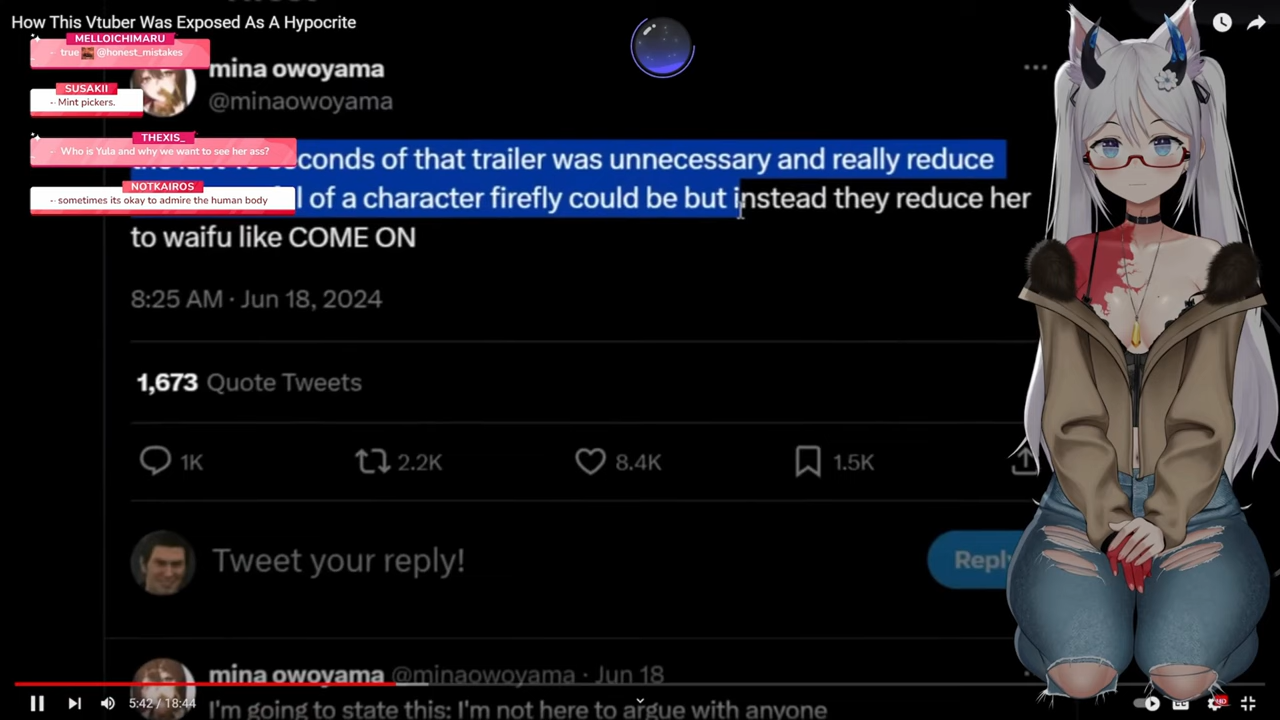 How This Vtuber Was Exposed As A Hypocrite
MELLOICHIMARU
true @honest_mistakes
SUSAKII
Mint pickers.
THEXIS_
Who is Yula and why we want to see her ass?
NOTKAIROS
sometimes its okay to admire the human body
mina owoyama
@minaowoyama
conds of that trailer was unnecessary and really reduce
l of a character firefly could be but instead they reduce her
to waifu like COME ON
8:25 AM · Jun 18, 2024
1,673 Quote Tweets
1K 2.2K 8.4K 1.5K
Tweet your reply!
Reply
mina owoyama @minaowoyama · Jun 18
I'm going to state this: I'm not here to argue with anyone
5:42 / 18:44
HD